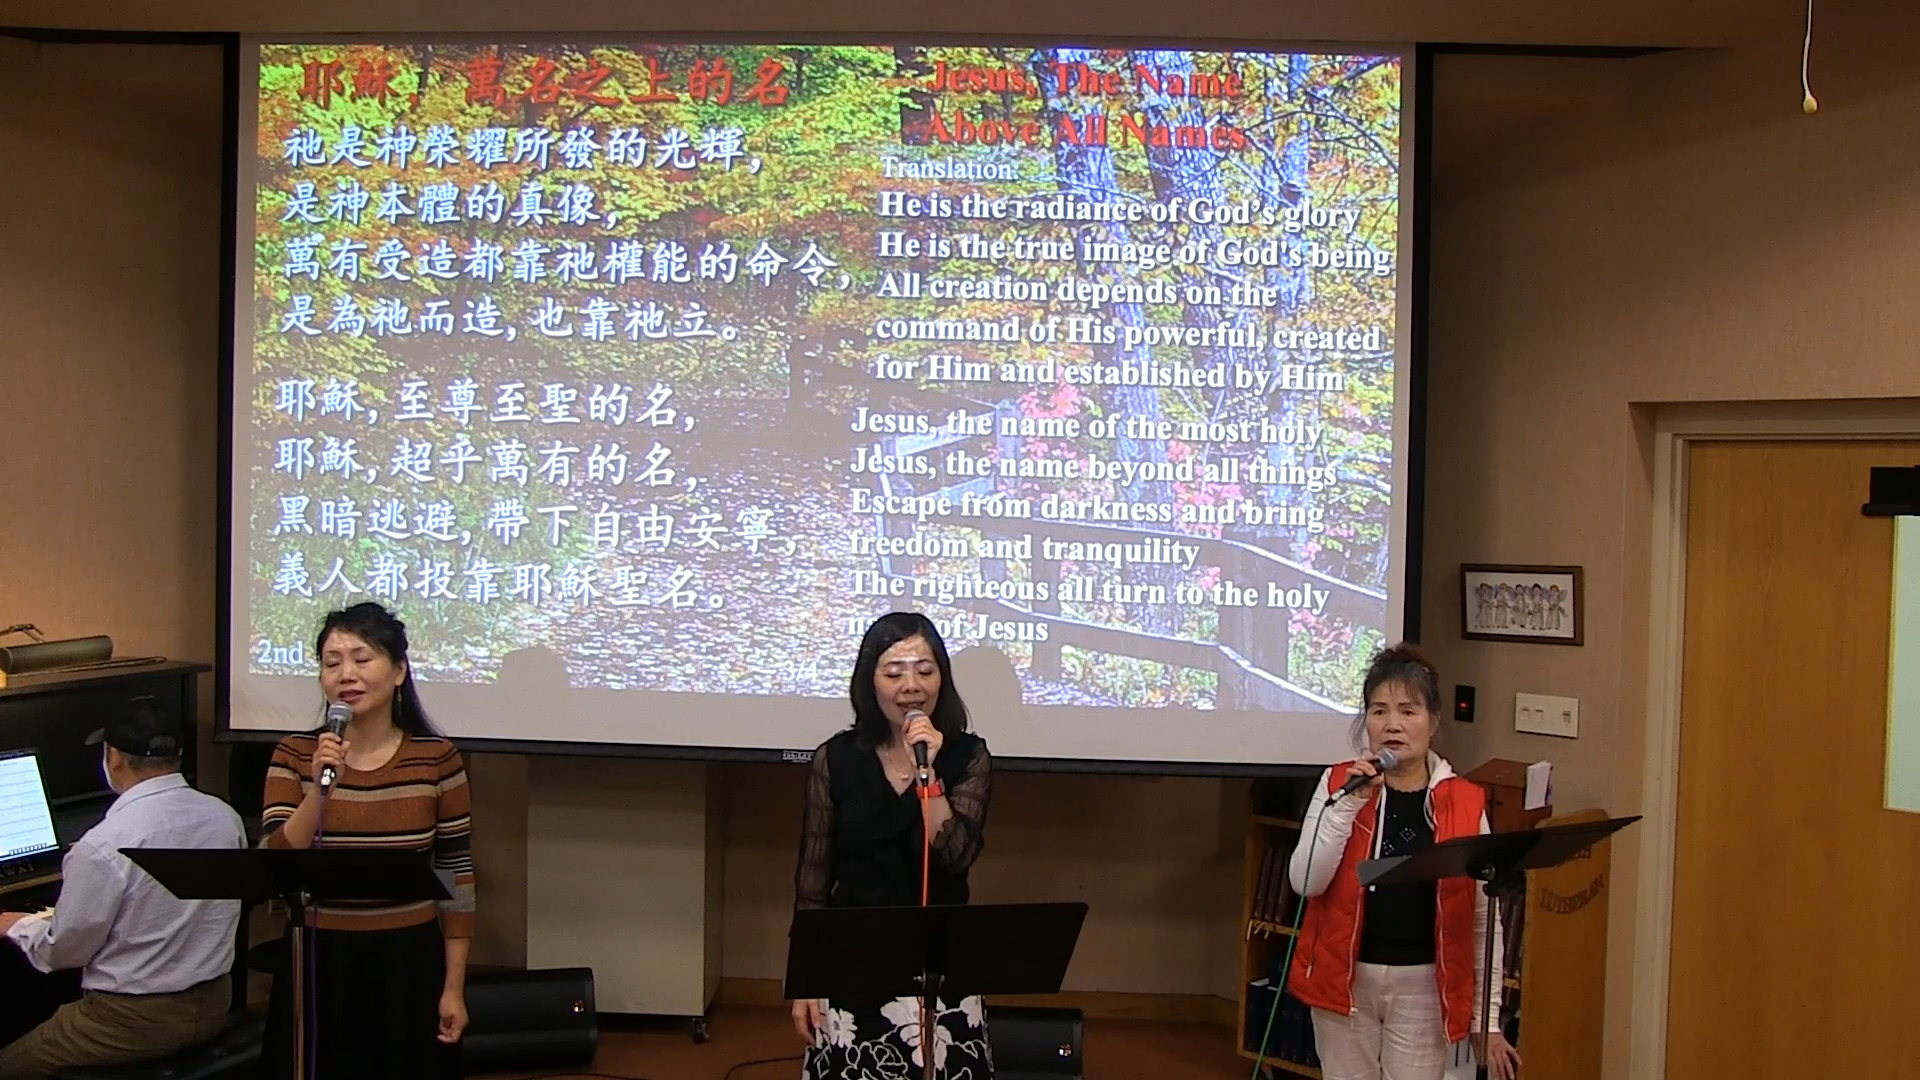 耶穌，萬名之上的名
祂是神榮耀所發的光輝，
是神本體的真像，
萬有受造都靠祂權能的命令，
是為祂而造，也靠祂立。
耶穌，至尊至聖的名，
耶穌，超乎萬有的名，
黑暗逃避，帶下自由安寧，
義人都投靠耶穌聖名。
2nd
3/4
Jesus, The Name
Above All Names
Translation:
He is the radiance of God's glory
He is the true image of God's being
All creation depends on the
command of His powerful, created
for Him and established by Him
Jesus, the name of the most holy
Jesus, the name beyond all things
Escape from darkness and bring
freedom and tranquility
The righteous all turn to the holy
of Jesus
LUTHERAN